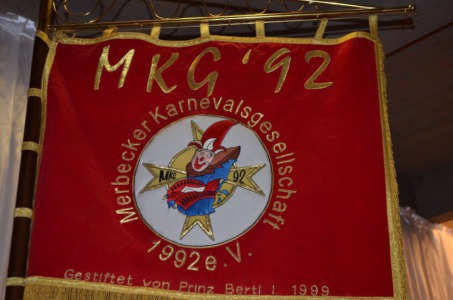 MKG '92
Merbecker Karnevalsgesellschaft
MKG 92
1992 e.V.
Gestiftet von Prinz Bertl I. 1999